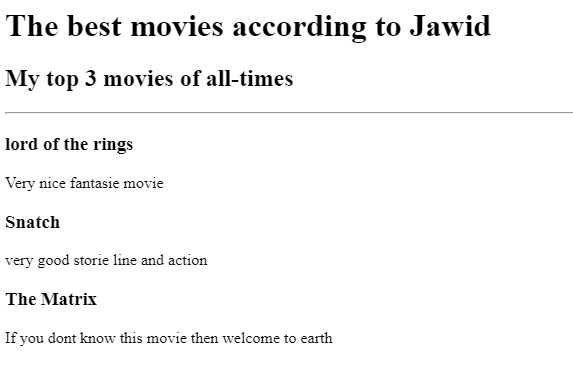 The best movies according to Jawid
My top 3 movies of all-times
lord of the rings
Very nice fantasie movie
Snatch
very good storie line and action
The Matrix
If you dont know this movie then welcome to earth